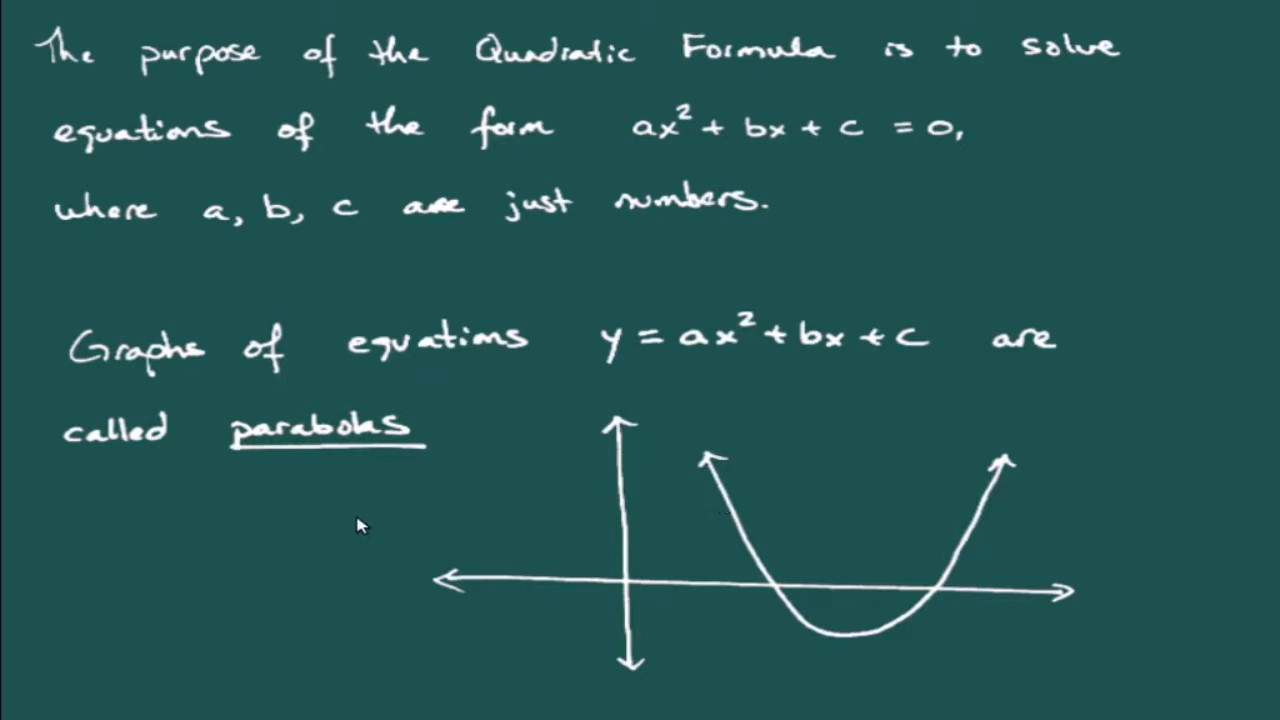 The purpose of the Quadratic Formula is to solve
equations of the form ax² + bx + c = 0,
where a, b, c are just numbers.
Graphs of equations y = ax² + bx + c are
called parabolas